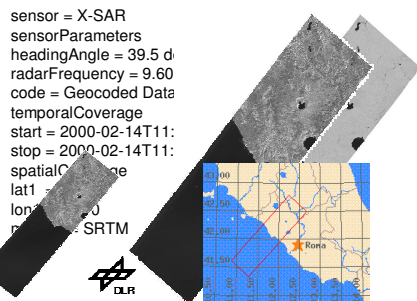 sensor = X-SAR
sensorParameters
headingAngle = 39.5 d
radarFrequency = 9.60
code = Geocoded Data
temporalCoverage
start = 2000-02-14T11:
stop = 2000-02-14T11:
lat1
= SRTM
DLR
Roma